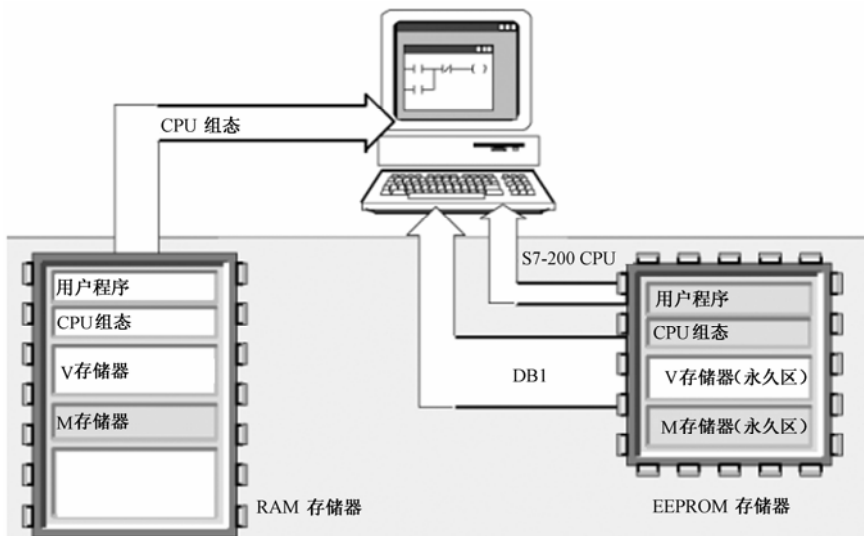 CPU 组态
S7-200 CPU
用户程序
CPU组态
V存储器
M存储器
RAM 存储器
DB1
用户程序
CPU组态
V存储器(永久区)
M存储器(永久区)
EEPROM 存储器